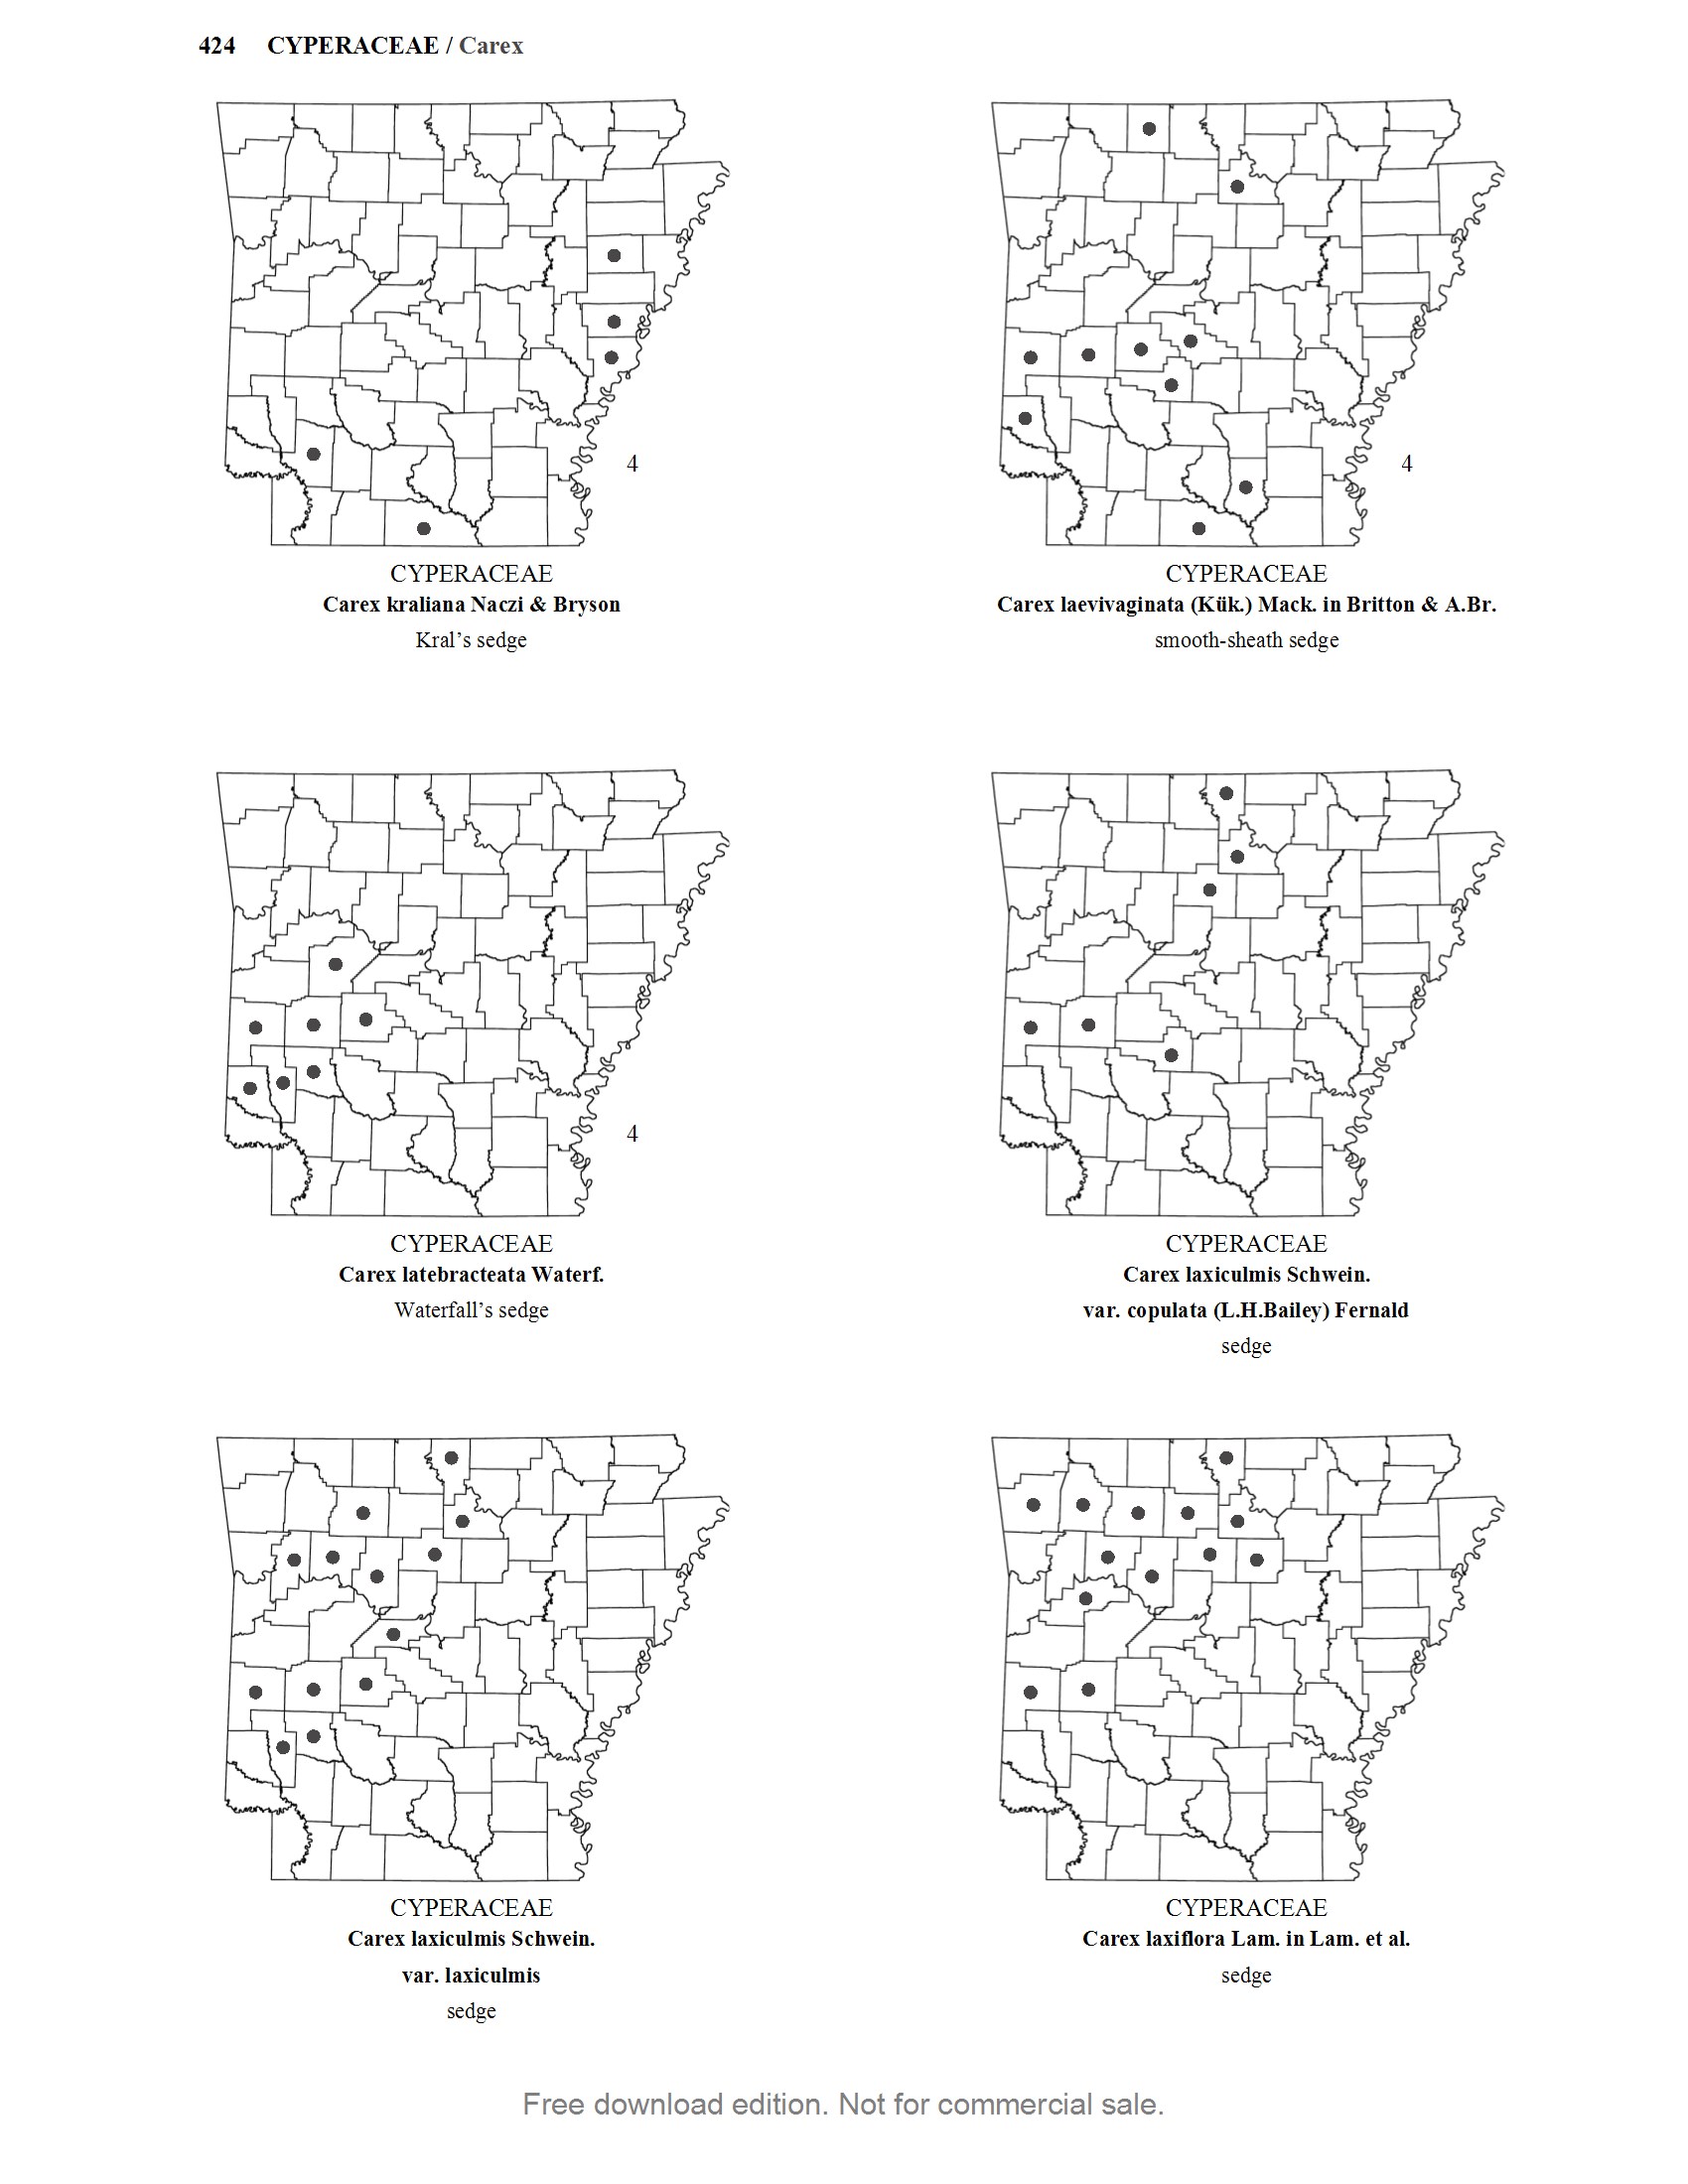 424 CYPERACEAE / Carex
4
CYPERACEAE
Carex kraliana Naczi & Bryson
Kral’s sedge
4
CYPERACEAE
Carex laevivaginata (Kük.) Mack. in Britton & A.Br.
smooth-sheath sedge
4
CYPERACEAE
Carex latebracteata Waterf.
Waterfall’s sedge
CYPERACEAE
Carex laxiculmis Schwein.
var. copulata (L.H.Bailey) Fernald
sedge
CYPERACEAE
Carex laxiculmis Schwein.
var. laxiculmis
sedge
CYPERACEAE
Carex laxiflora Lam. in Lam. et al.
sedge
Free download edition. Not for commercial sale.